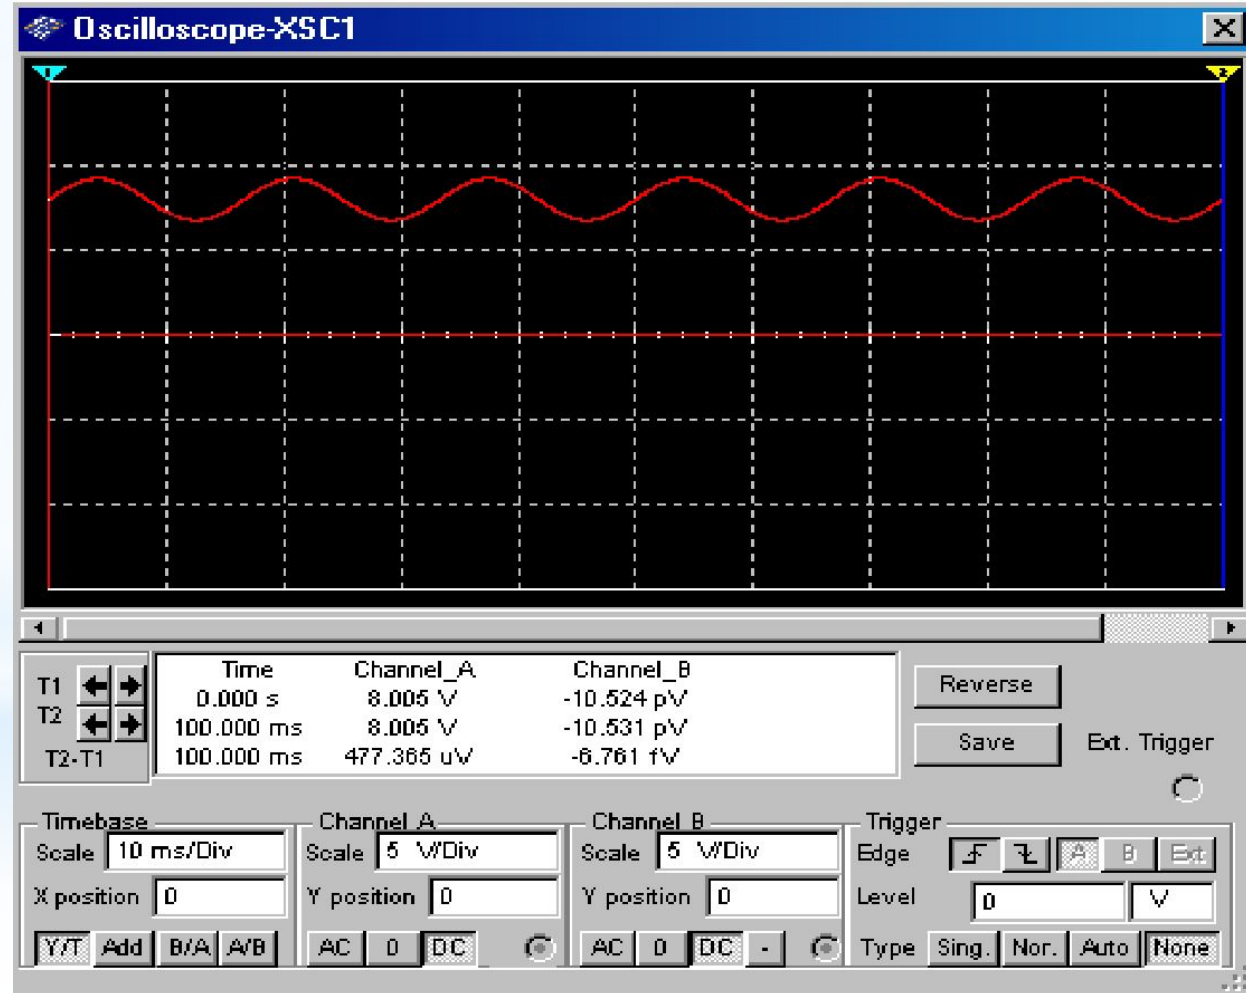 Oscilloscope-XSC1
1
2
Time Channel_A Channel_B
T1 0.000 s 8.005 V -10.524 pV
T2 100.000 ms 8.005 V -10.531 pV
T2-T1 100.000 ms 477.365 uV -6.761 fV
Reverse
Save
Ext. Trigger
Timebase
Scale 10 ms/Div
X position 0
Y/T Add B/A A/B
Channel A
Scale 5 V/Div
Y position 0
AC 0 DC
Channel B
Scale 5 V/Div
Y position 0
AC 0 DC -
Trigger
Edge A B Ext
Level 0 V
Type Sing. Nor. Auto None